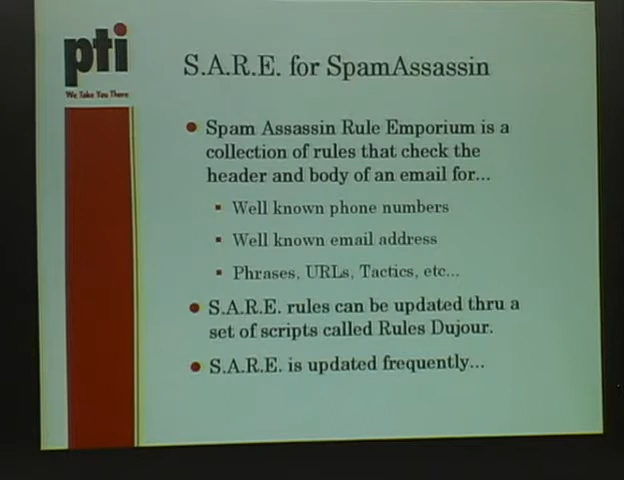 pti
We Take You There
S.A.R.E. for SpamAssassin
Spam Assassin Rule Emporium is a
collection of rules that check the
header and body of an email for...
Well known phone numbers
Well known email address
Phrases, URLs, Tactics, etc...
S.A.R.E. rules can be updated thru a
set of scripts called Rules Dujour.
S.A.R.E. is updated frequently...